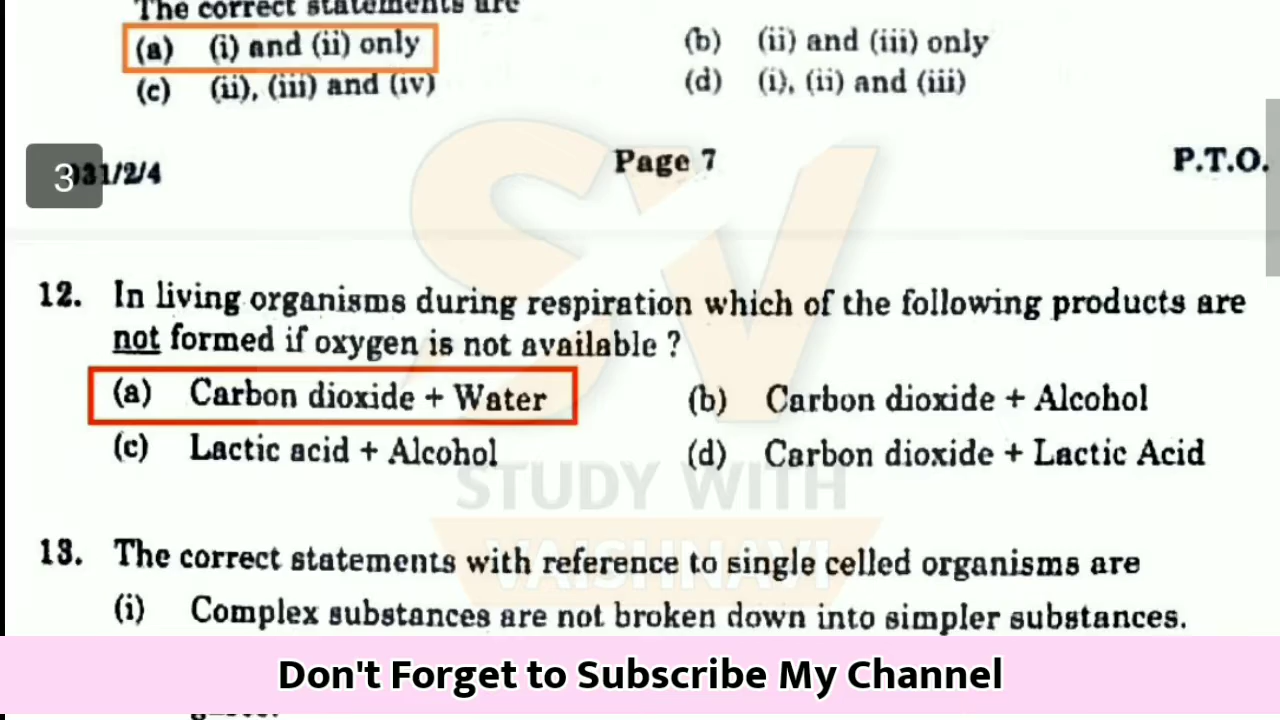 The correct statements are
(a) (i) and (ii) only (b) (ii) and (iii) only
(c) (ii), (iii) and (iv) (d) (i), (ii) and (iii)
3 31/2/4 Page 7 P.T.O.
12. In living organisms during respiration which of the following products are
not formed if oxygen is not available ?
(a) Carbon dioxide + Water (b) Carbon dioxide + Alcohol
(c) Lactic acid + Alcohol (d) Carbon dioxide + Lactic Acid
SV
STUDY WITH
VAISHNAVI
13. The correct statements with reference to single celled organisms are
(i) Complex substances are not broken down into simpler substances.
Don't Forget to Subscribe My Channel